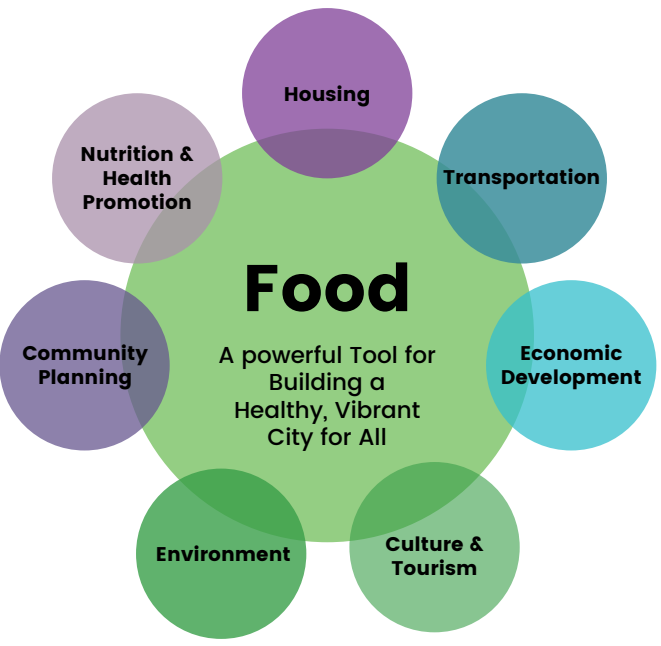 Housing
Nutrition &
Health
Promotion
Transportation
Food
A powerful Tool for
Building a
Healthy, Vibrant
City for All
Community
Planning
Economic
Development
Environment
Culture &
Tourism